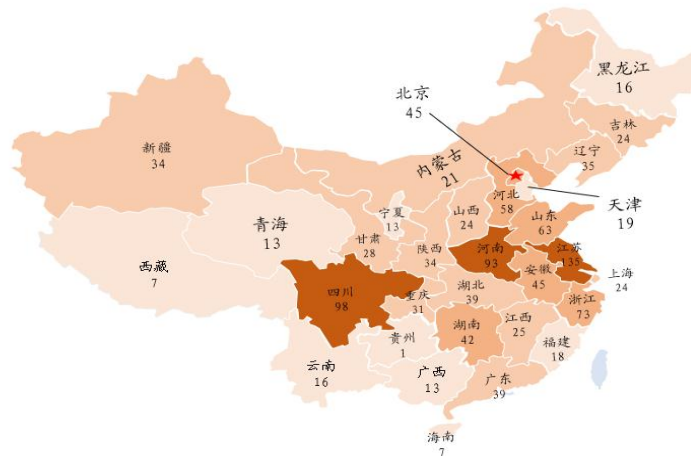 黑龙江
16
北京
45
吉林
24
新疆
34
辽宁
35
内蒙古
21
河北
58
天津
19
宁夏
13
山西
24
山东
63
青海
13
甘肃
28
陕西
34
河南
93
江苏
135
西藏
7
四川
98
重庆
31
湖北
39
安徽
45
上海
24
浙江
73
湖南
42
江西
25
贵州
1
福建
18
云南
16
广西
13
广东
39
海南
7